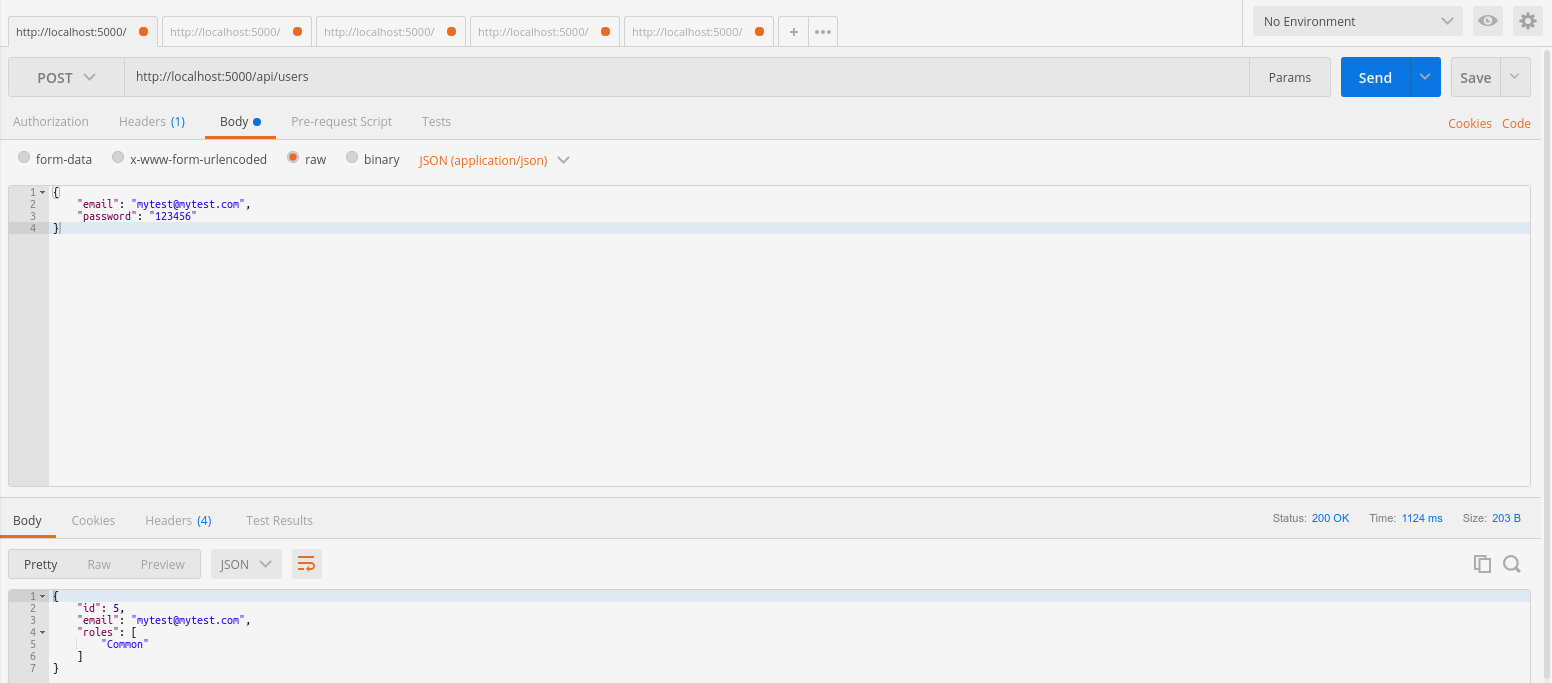 http://localhost:5000/ http://localhost:5000/ http://localhost:5000/ http://localhost:5000/ http://localhost:5000/ + ••• No Environment
POST http://localhost:5000/api/users Params Send Save
Authorization Headers (1) Body Pre-request Script Tests Cookies Code
form-data x-www-form-urlencoded raw binary JSON (application/json)
1 {
2 "email": "mytest@mytest.com",
3 "password": "123456"
4 }
Body Cookies Headers (4) Test Results Status: 200 OK Time: 1124 ms Size: 203 B
Pretty Raw Preview JSON
1 {
2 "id": 5,
3 "email": "mytest@mytest.com",
4 "roles": [
5 "Common"
6 ]
7 }